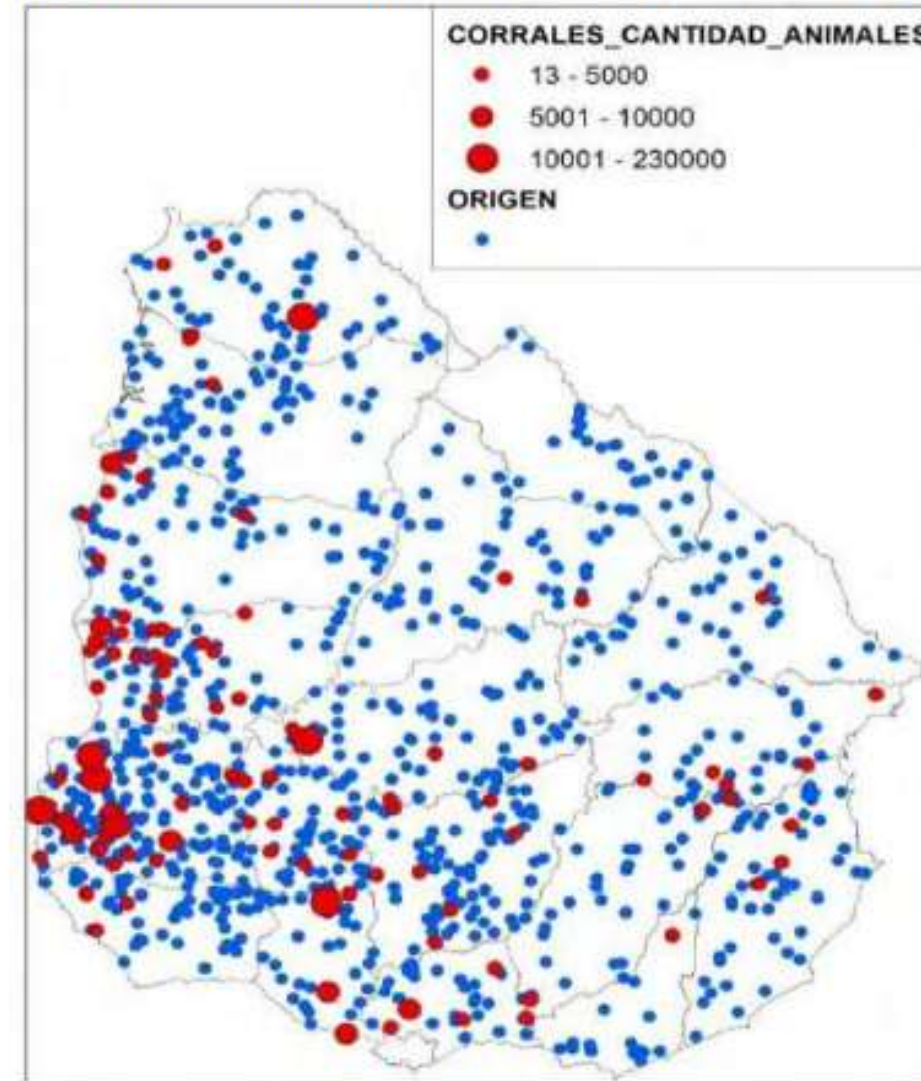 CORRALES_CANTIDAD_ANIMALES
13 - 5000
5001 - 10000
10001 - 230000
ORIGEN